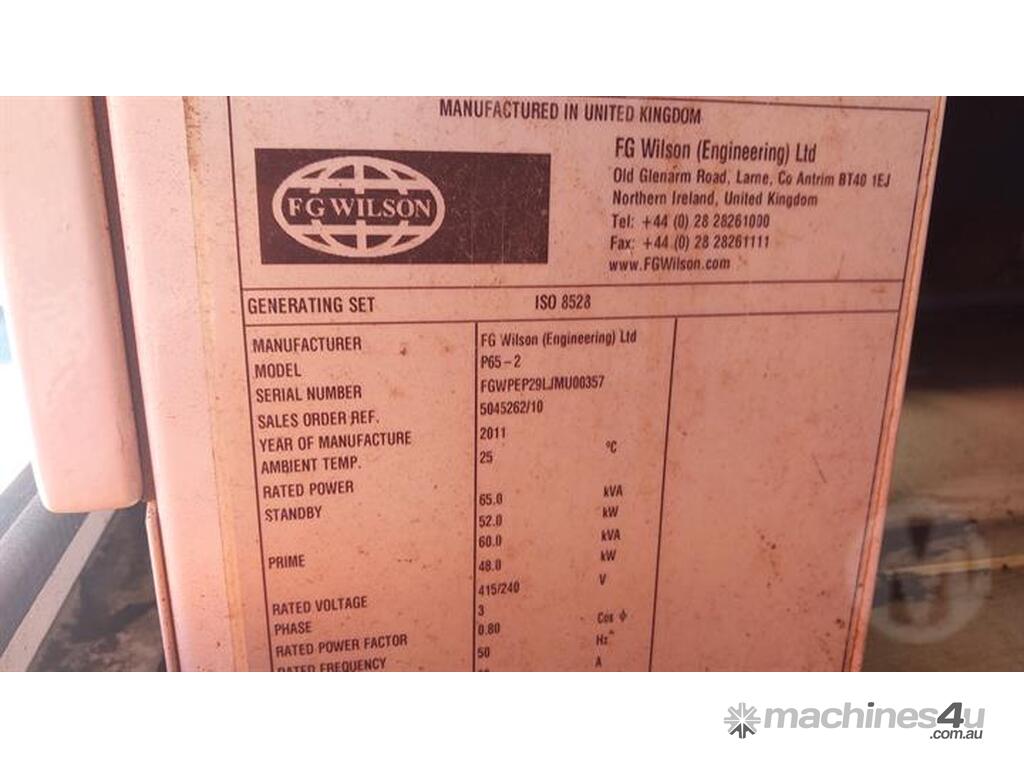 MANUFACTURED IN UNITED KINGDOM
FG WILSON
FG Wilson (Engineering) Ltd
Old Glenarm Road, Larne, Co Antrim BT40 1EJ
Northern Ireland, United Kingdom
Tel: +44 (0) 28 28261000
Fax: +44 (0) 28 28261111
www.FGWilson.com
GENERATING SET ISO 8528
MANUFACTURER FG Wilson (Engineering) Ltd
MODEL P65-2
SERIAL NUMBER FGWPEP29LJMU00357
SALES ORDER REF. 5045262/10
YEAR OF MANUFACTURE 2011
AMBIENT TEMP. 25 °C
RATED POWER
STANDBY 65.0 kVA
52.0 kW
PRIME 60.0 kVA
48.0 kW
RATED VOLTAGE 415/240 V
PHASE 3
RATED POWER FACTOR 0.80 Cos ϕ
RATED FREQUENCY 50 Hz
A
machines4u
.com.au